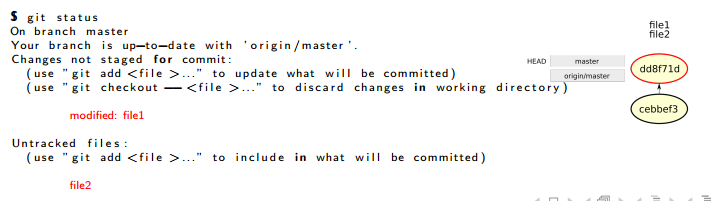 $ git status
On branch master
Your branch is up—to—date with 'origin/master'.
Changes not staged for commit:
(use "git add <file>..." to update what will be committed)
(use "git checkout — <file>..." to discard changes in working directory)
modified: file1
Untracked files:
(use "git add <file>..." to include in what will be committed)
file2
file1
file2
HEAD
master
origin/master
dd8f71d
cebbef3